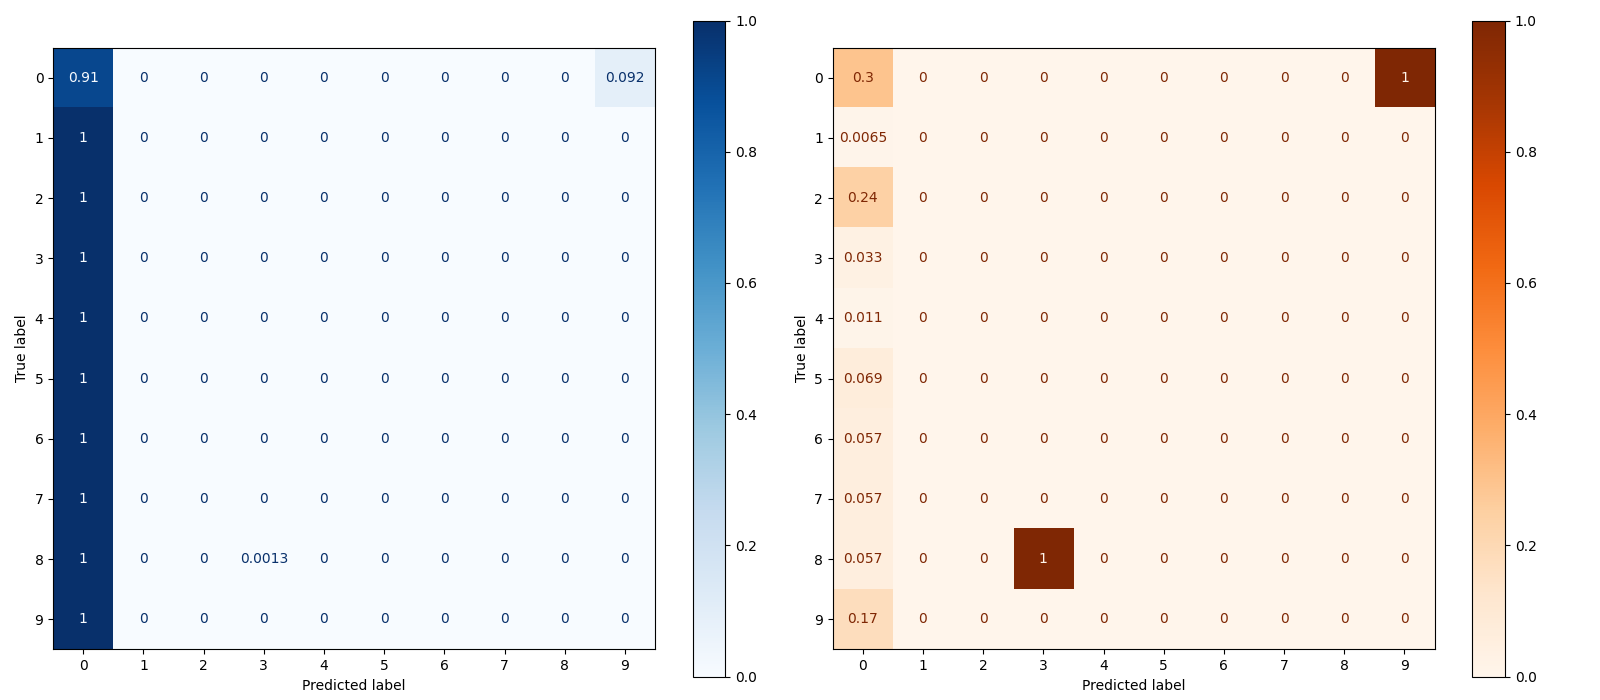 0 0.91 0 0 0 0 0 0 0 0 0.092
1 1 0 0 0 0 0 0 0 0 0
2 1 0 0 0 0 0 0 0 0 0
3 1 0 0 0 0 0 0 0 0 0
4 1 0 0 0 0 0 0 0 0 0
5 1 0 0 0 0 0 0 0 0 0
6 1 0 0 0 0 0 0 0 0 0
7 1 0 0 0 0 0 0 0 0 0
8 1 0 0 0.0013 0 0 0 0 0 0
9 1 0 0 0 0 0 0 0 0 0
0 1 2 3 4 5 6 7 8 9
Predicted label
True label
1.0
0.8
0.6
0.4
0.2
0.0
0 0.3 0 0 0 0 0 0 0 0 1
1 0.0065 0 0 0 0 0 0 0 0 0
2 0.24 0 0 0 0 0 0 0 0 0
3 0.033 0 0 0 0 0 0 0 0 0
4 0.011 0 0 0 0 0 0 0 0 0
5 0.069 0 0 0 0 0 0 0 0 0
6 0.057 0 0 0 0 0 0 0 0 0
7 0.057 0 0 0 0 0 0 0 0 0
8 0.057 0 0 1 0 0 0 0 0 0
9 0.17 0 0 0 0 0 0 0 0 0
0 1 2 3 4 5 6 7 8 9
Predicted label
True label
1.0
0.8
0.6
0.4
0.2
0.0